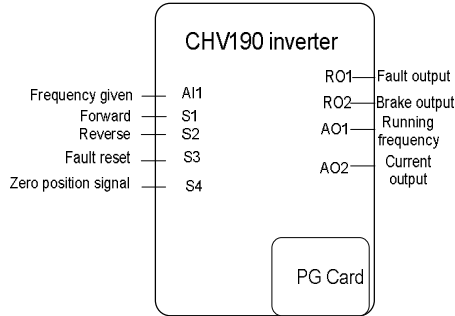 CHV190 inverter
RO1 Fault output
Frequency given AI1
RO2 Brake output
Forward S1
AO1 Running
frequency
Reverse S2
Fault reset S3
AO2 Current
output
Zero position signal S4
PG Card